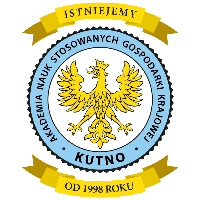 ISTNIEJEMY
AKADEMIA NAUK STOSOWANYCH GOSPODARKI KRAJOWEJ
• KUTNO •
OD 1998 ROKU